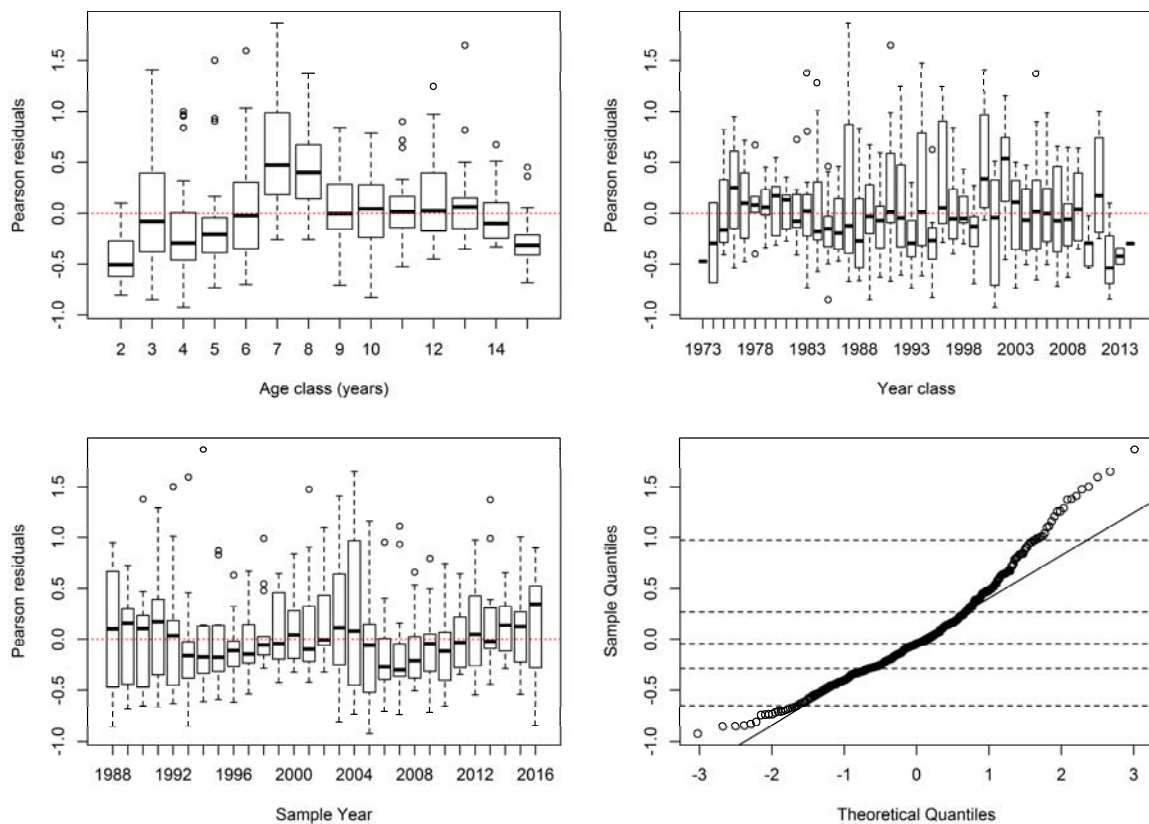 Pearson residuals
1.5
1.0
0.5
0.0
-0.5
-1.0
2 3 4 5 6 7 8 9 10 12 14
Age class (years)
Pearson residuals
1.5
1.0
0.5
0.0
-0.5
-1.0
1973 1978 1983 1988 1993 1998 2003 2008 2013
Year class
Pearson residuals
1.5
1.0
0.5
0.0
-0.5
-1.0
1988 1992 1996 2000 2004 2008 2012 2016
Sample Year
Sample Quantiles
1.5
1.0
0.5
0.0
-0.5
-1.0
-3 -2 -1 0 1 2 3
Theoretical Quantiles